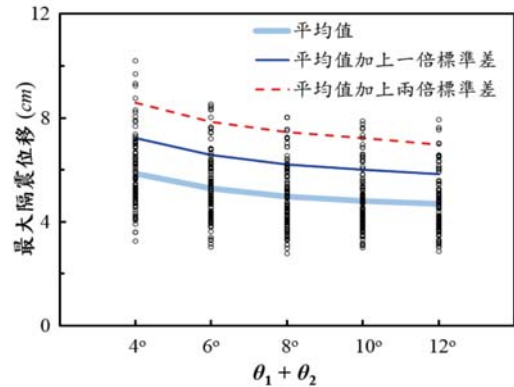 12
8
4
0
最大隔震位移 (cm)
平均值
平均值加上一倍標準差
平均值加上兩倍標準差
4° 6° 8° 10° 12°
θ₁ + θ₂